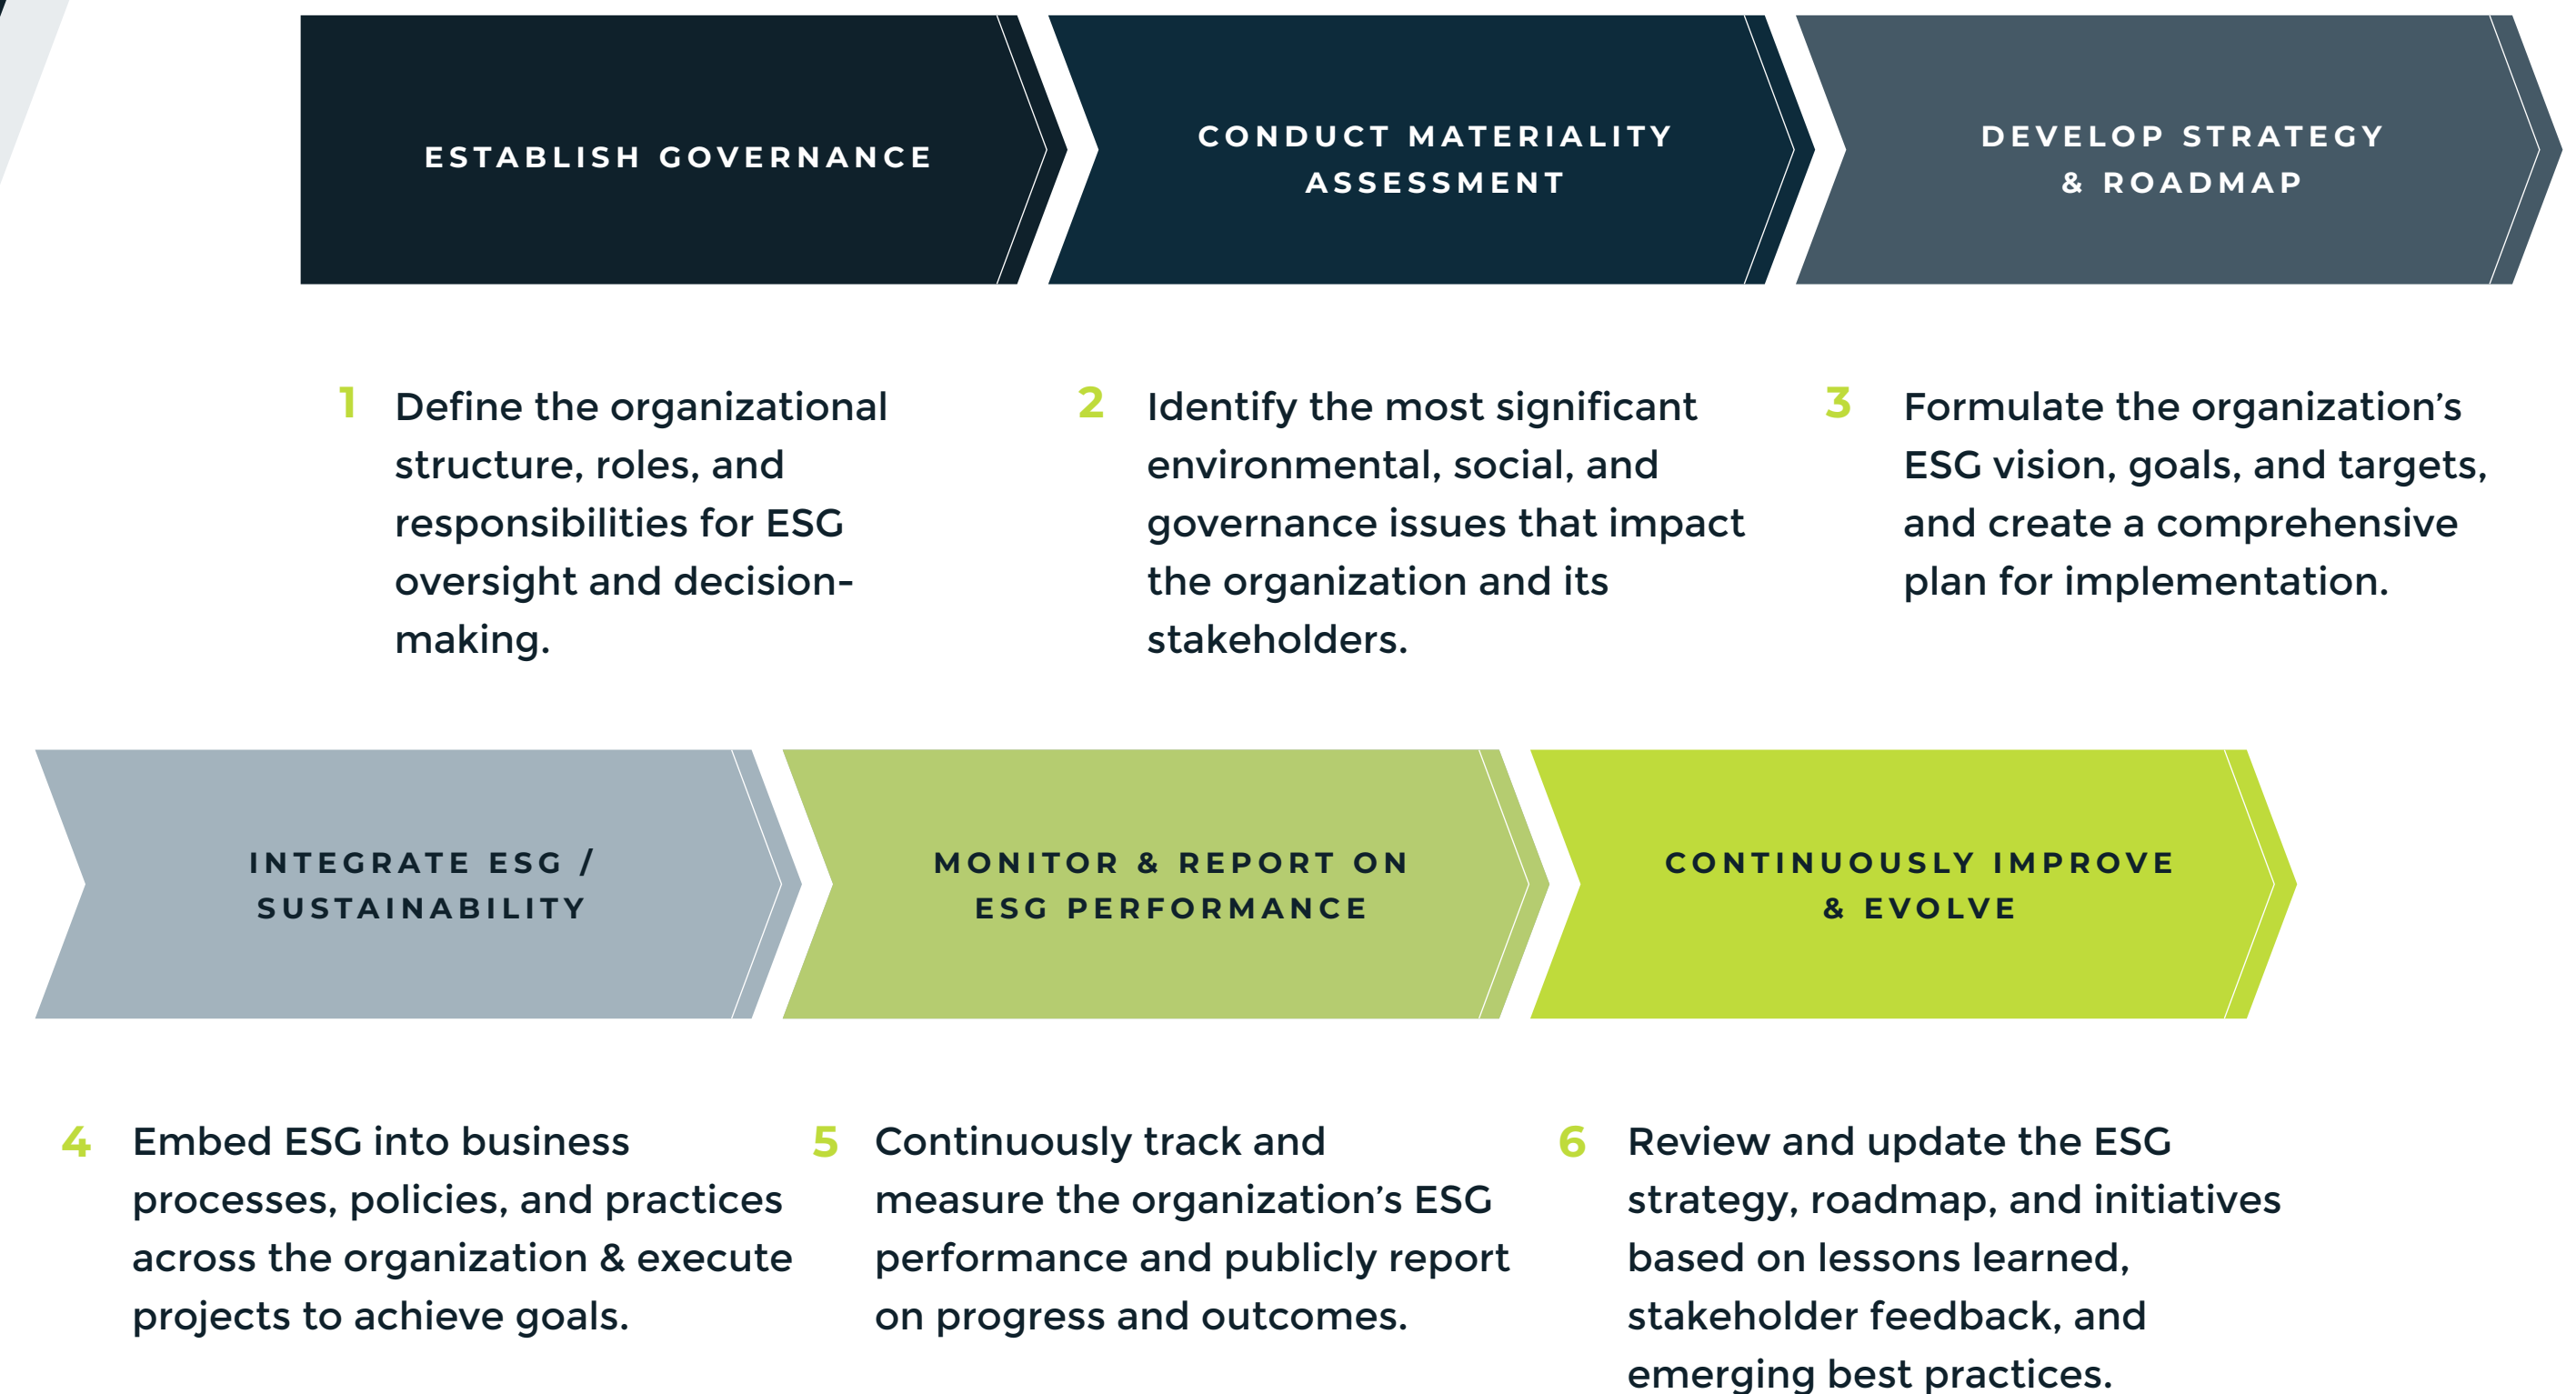 ESTABLISH GOVERNANCE
CONDUCT MATERIALITY
ASSESSMENT
DEVELOP STRATEGY
& ROADMAP
1
Define the organizational
structure, roles, and
responsibilities for ESG
oversight and decision-
making.
2
Identify the most significant
environmental, social, and
governance issues that impact
the organization and its
stakeholders.
3
Formulate the organization’s
ESG vision, goals, and targets,
and create a comprehensive
plan for implementation.
INTEGRATE ESG /
SUSTAINABILITY
MONITOR & REPORT ON
ESG PERFORMANCE
CONTINUOUSLY IMPROVE
& EVOLVE
4
Embed ESG into business
processes, policies, and practices
across the organization & execute
projects to achieve goals.
5
Continuously track and
measure the organization’s ESG
performance and publicly report
on progress and outcomes.
6
Review and update the ESG
strategy, roadmap, and initiatives
based on lessons learned,
stakeholder feedback, and
emerging best practices.